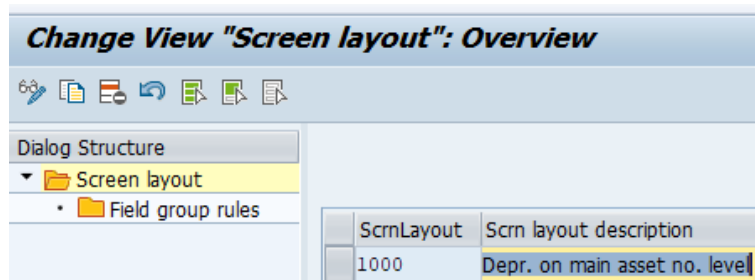 Change View "Screen layout": Overview
Dialog Structure
Screen layout
Field group rules
ScrnLayout Scrn layout description
1000 Depr. on main asset no. level